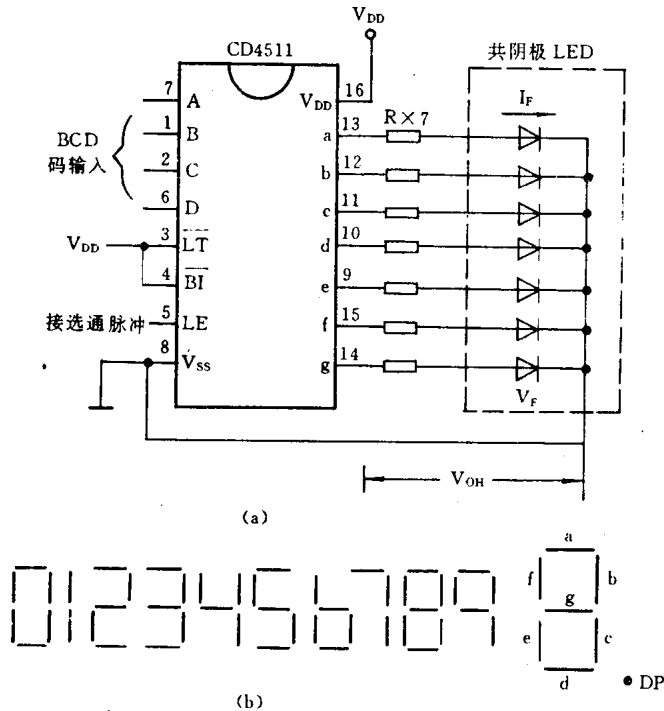 V_DD
CD4511
共阴极 LED
7 A
V_DD 16
I_F
BCD
码输入
1 B
a 13
R×7
2 C
b 12
6 D
c 11
V_DD
3 L̅T̅
d 10
4 B̅I̅
e 9
接选通脉冲
5 LE
f 15
8 V_SS
g 14
V_F
V_OH
(a)
0123456789
a
f
b
g
e
c
d
DP
(b)